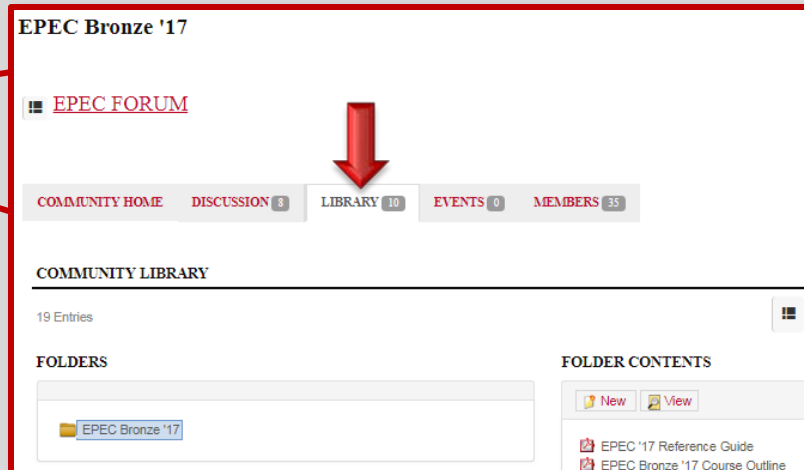 EPEC Bronze '17
EPEC FORUM
COMMUNITY HOME DISCUSSION 8 LIBRARY 10 EVENTS 0 MEMBERS 35
COMMUNITY LIBRARY
19 Entries
FOLDERS
EPEC Bronze '17
FOLDER CONTENTS
New View
EPEC '17 Reference Guide
EPEC Bronze '17 Course Outline